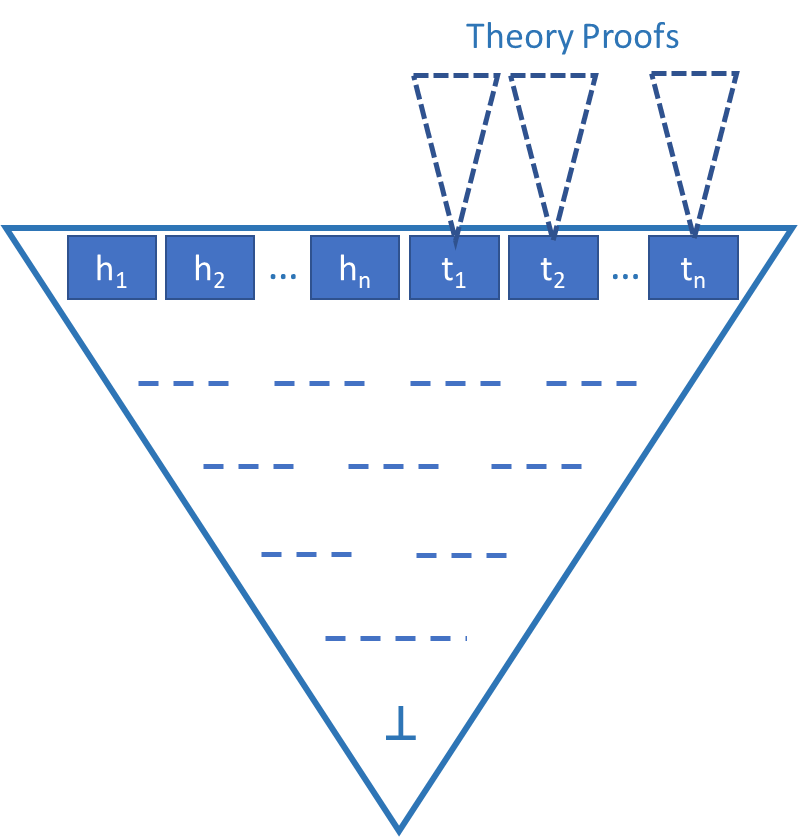 Theory Proofs
h₁ h₂ ... hₙ t₁ t₂ ... tₙ
⊥